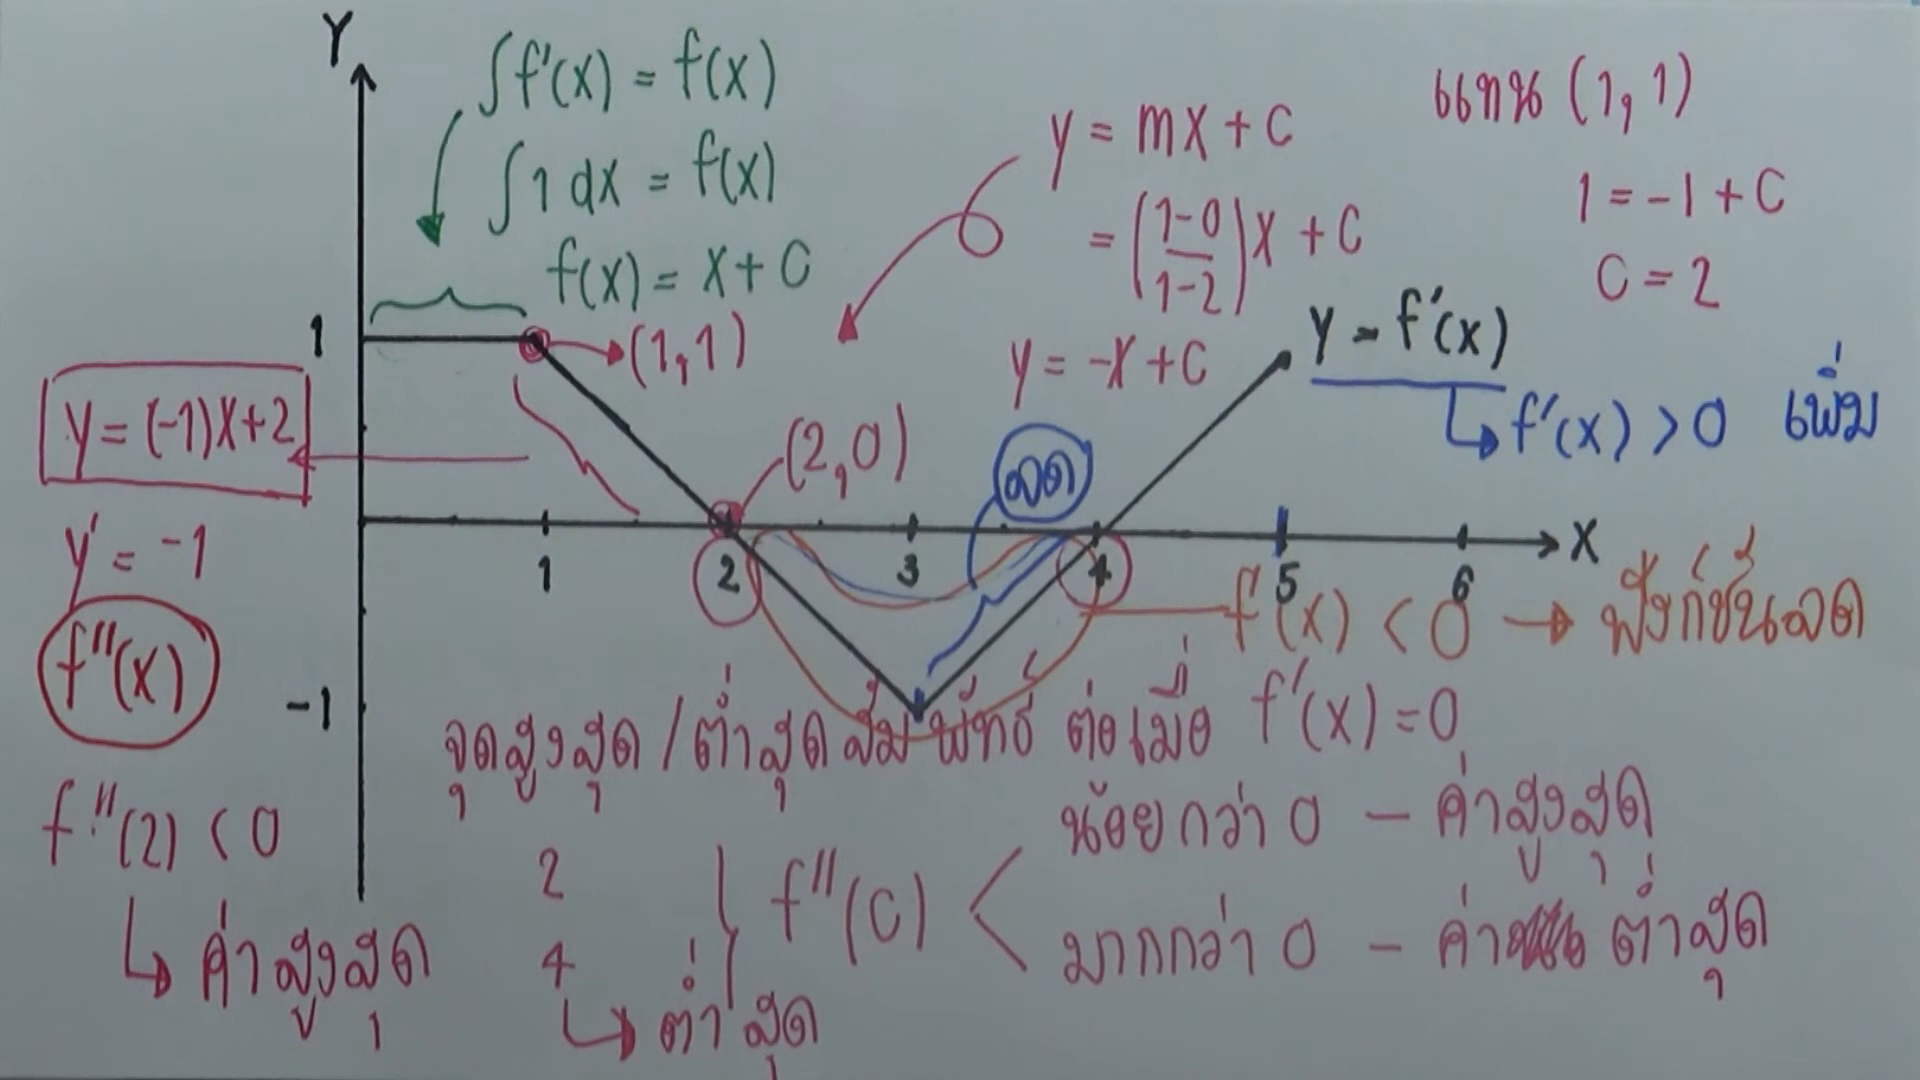 Y
∫f'(x) = f(x)
∫1 dx = f(x)
f(x) = x + C
y = mx + C
= (1-0/1-2)x + C
y = -x + C
แทน (1,1)
1 = -1 + C
C = 2
1
(1,1)
y = f'(x)
f'(x) > 0 เพิ่ม
y = (-1)x+2
(2,0)
ลด
X
1 2 3 4 5 6
y' = -1
f'(x) < 0 → ฟังก์ชันลด
f''(x)
-1
จุดสูงสุด/ต่ำสุดสัมพัทธ์ ต่อเมื่อ f'(x) = 0
f''(2) < 0
ค่าสูงสุด
2
4
ต่ำสุด
f''(c)
น้อยกว่า 0 - ค่าสูงสุด
มากกว่า 0 - ค่า ต่ำสุด